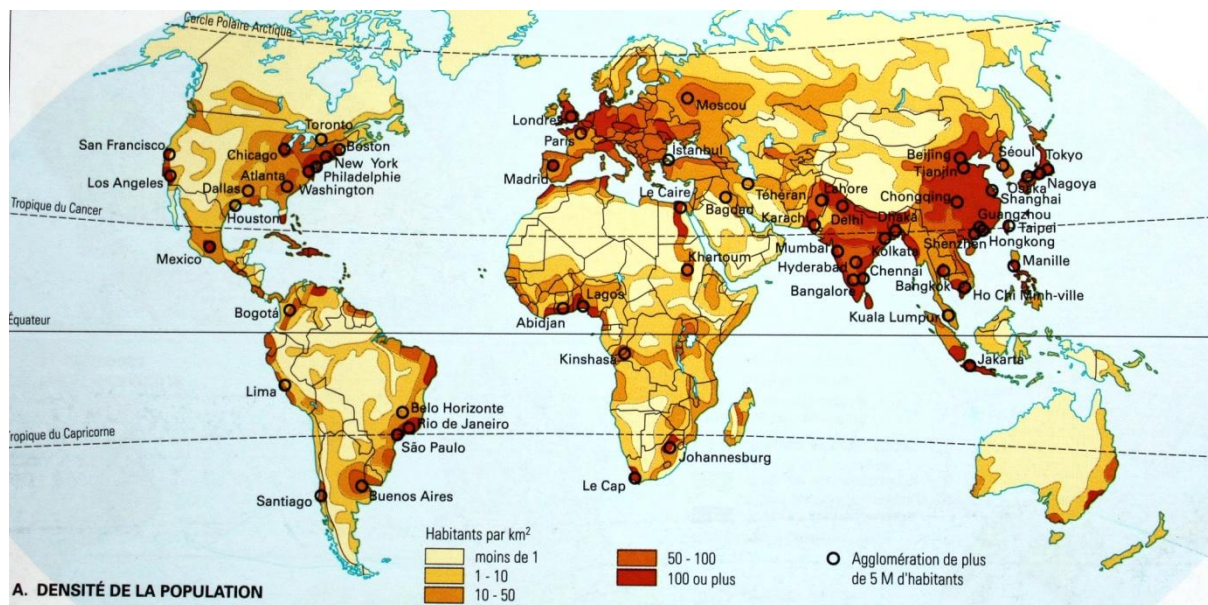 Cercle Polaire Arctique
San Francisco
Los Angeles
Chicago
Toronto
Boston
New York
Philadelphie
Atlanta
Washington
Dallas
Houston
Tropique du Cancer
Mexico
Bogotá
Équateur
Lima
Belo Horizonte
Rio de Janeiro
Tropique du Capricorne
São Paulo
Santiago
Buenos Aires
Londres
Paris
Madrid
Moscou
İstanbul
Le Caire
Bagdad
Téhéran
Khartoum
Lagos
Abidjan
Kinshasa
Johannesburg
Le Cap
Lahore
Karachi
Delhi
Dhaka
Mumbai
Kolkata
Hyderabad
Chennai
Bangalore
Beijing
Tianjin
Séoul
Tokyo
Osaka
Nagoya
Shanghai
Chongqing
Guangzhou
Taipei
Shenzhen
Hongkong
Manille
Bangkok
Ho Chi Minh-ville
Kuala Lumpur
Jakarta
Habitants par km²
moins de 1
1 - 10
10 - 50
50 - 100
100 ou plus
Agglomération de plus
de 5 M d'habitants
A. DENSITÉ DE LA POPULATION